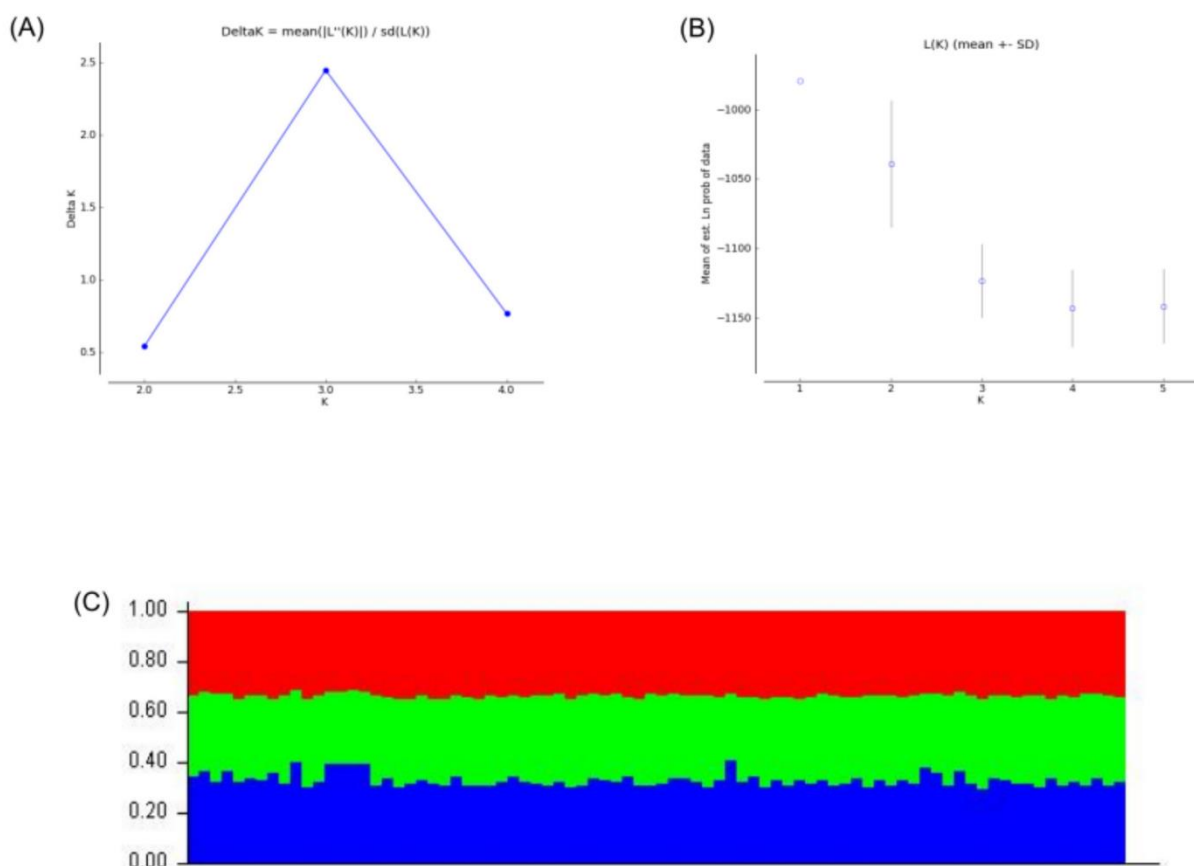 (A)
DeltaK = mean(|L''(K)|) / sd(L(K))
2.5
2.0
1.5
1.0
0.5
Delta K
2.0 2.5 3.0 3.5 4.0
K
(B)
L(K) (mean +- SD)
−1000
−1050
−1100
−1150
Mean of est. Ln prob of data
1 2 3 4 5
K
(C)
1.00
0.80
0.60
0.40
0.20
0.00